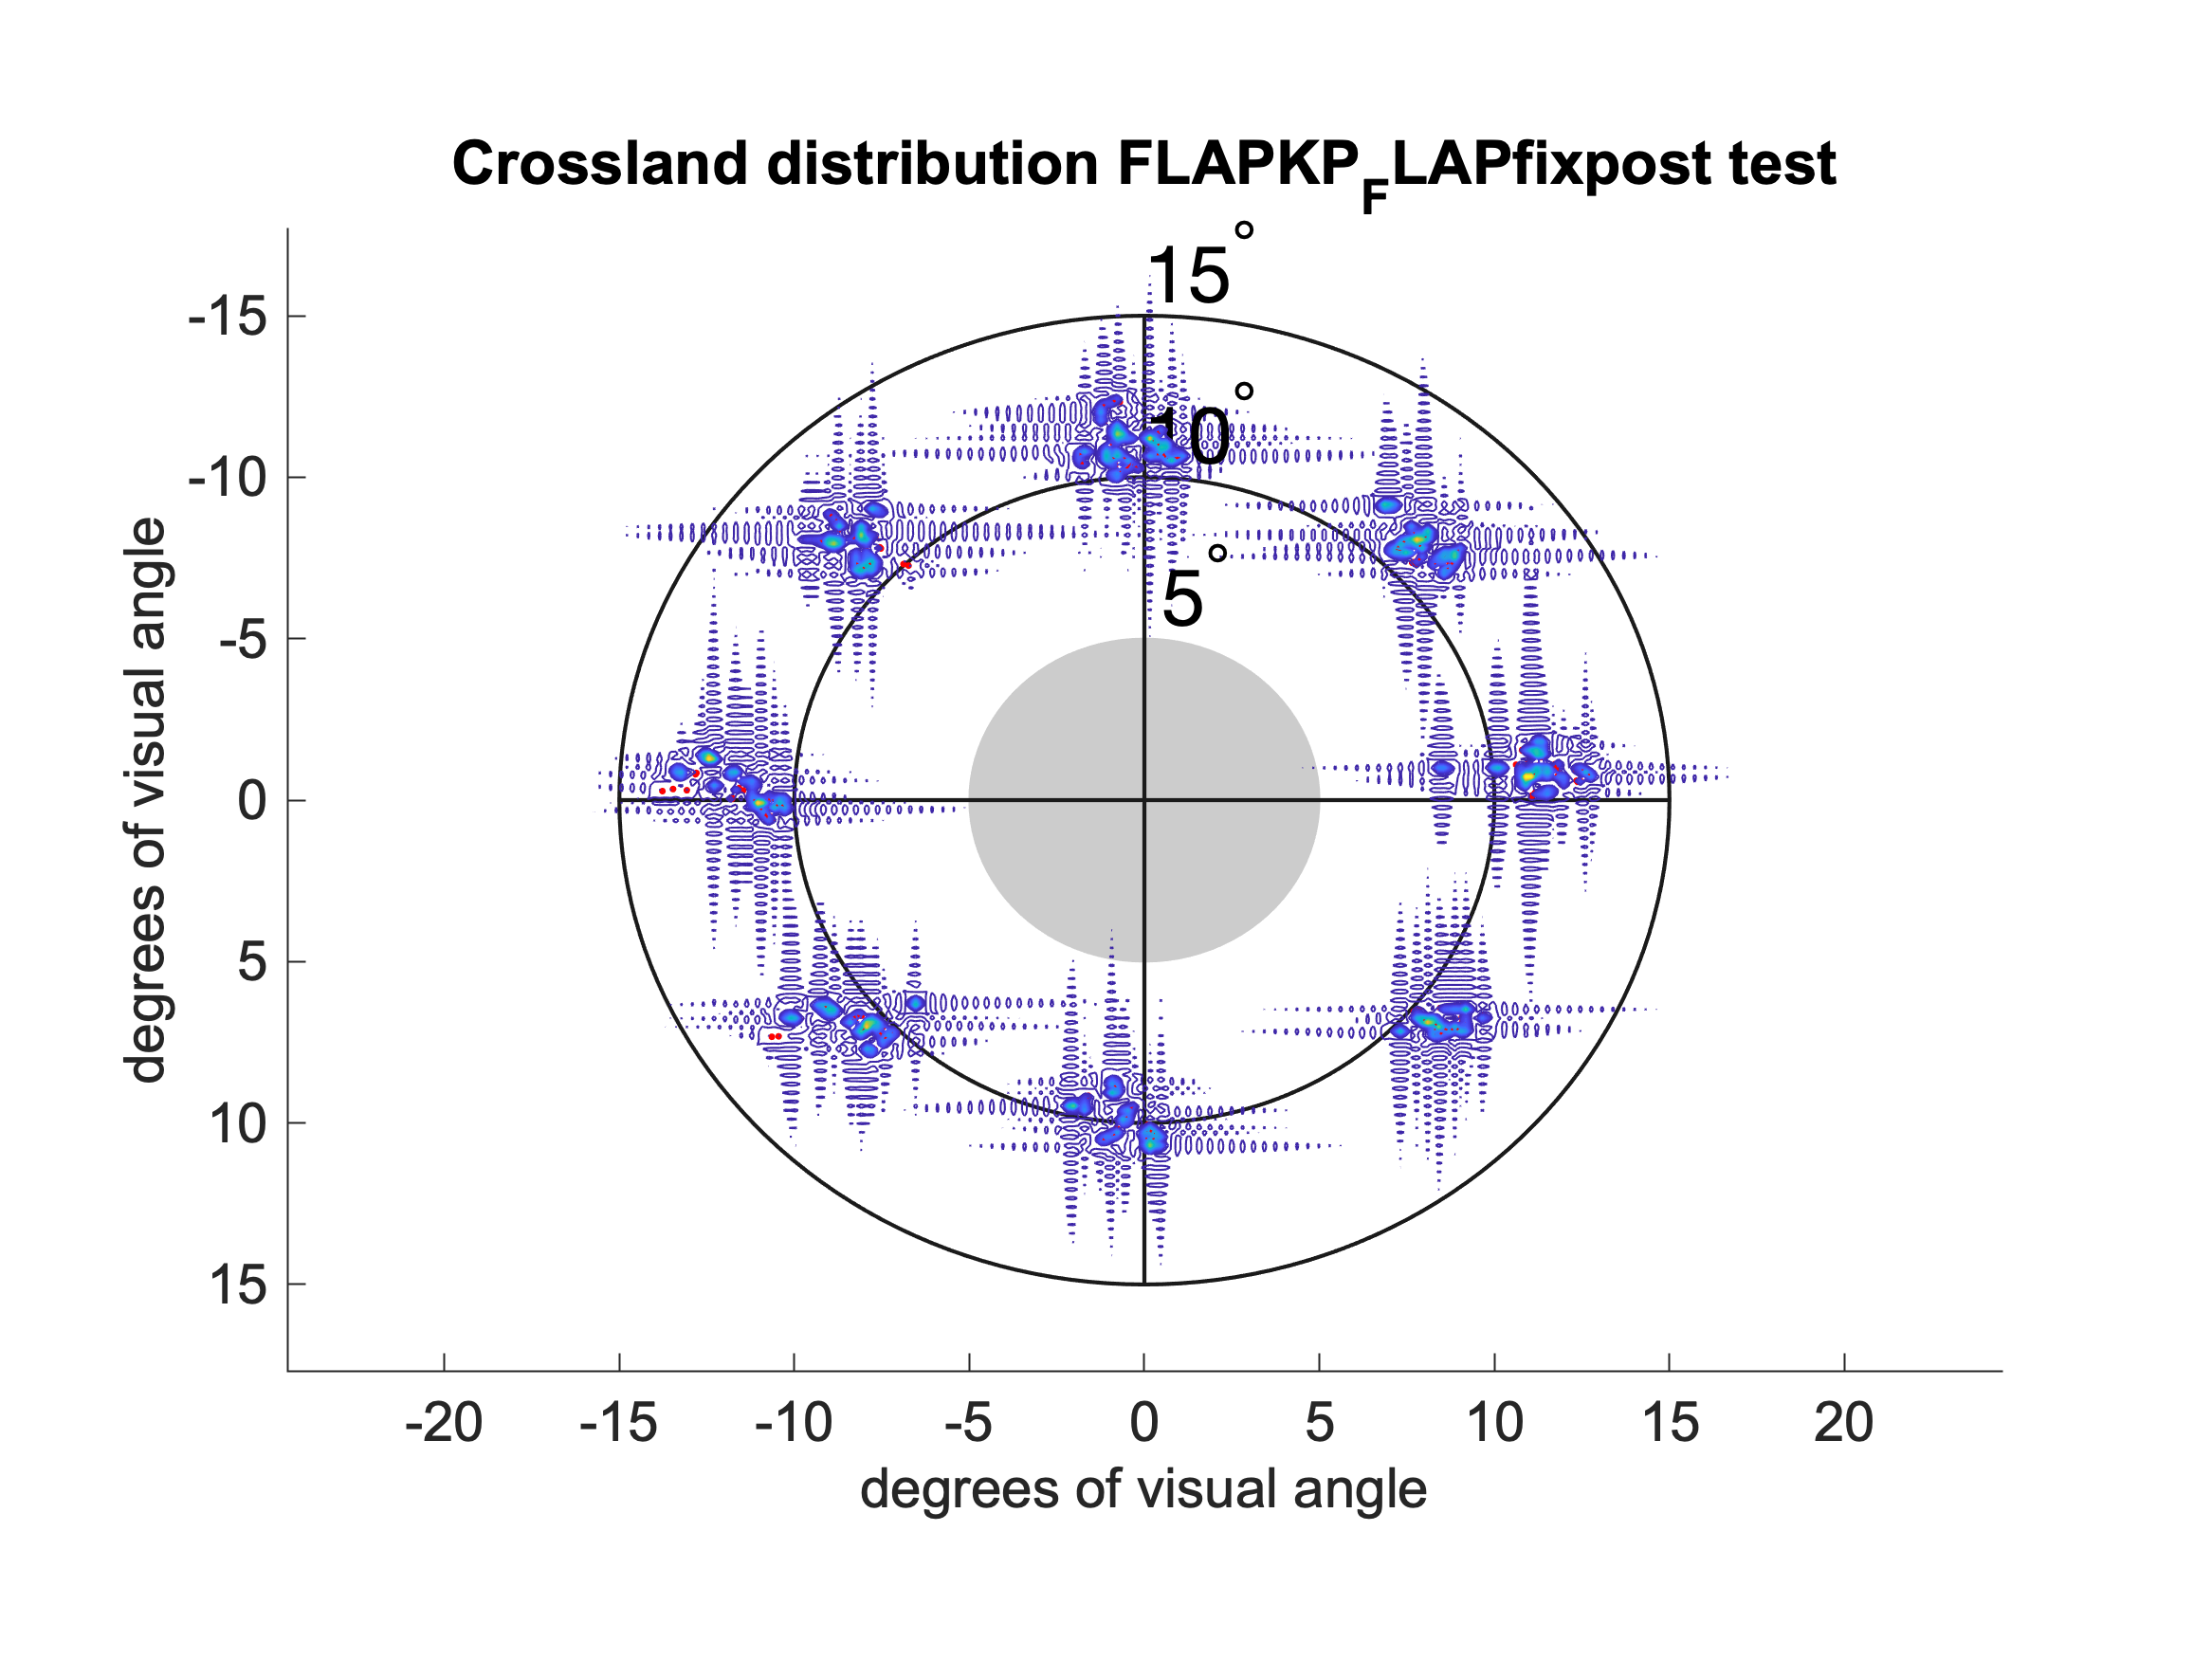 Crossland distribution FLAPKP_FLAPfixpost test
15°
10°
5°
-15
-10
-5
0
5
10
15
degrees of visual angle
-20 -15 -10 -5 0 5 10 15 20
degrees of visual angle